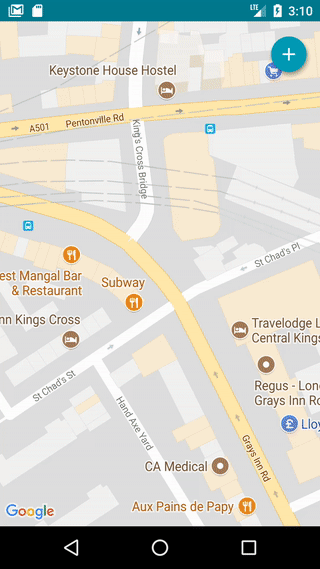 LTE
3:10
+
Keystone House Hostel
A501
Pentonville Rd
King's Cross Bridge
St Chad's Pl
est Mangal Bar
& Restaurant
Subway
nn Kings Cross
Travelodge L
Central Kings
Regus - Lon
Grays Inn Ro
St Chad's St
£
Lloy
Hand Axe Yard
Grays Inn Rd
CA Medical
Aux Pains de Papy
Google